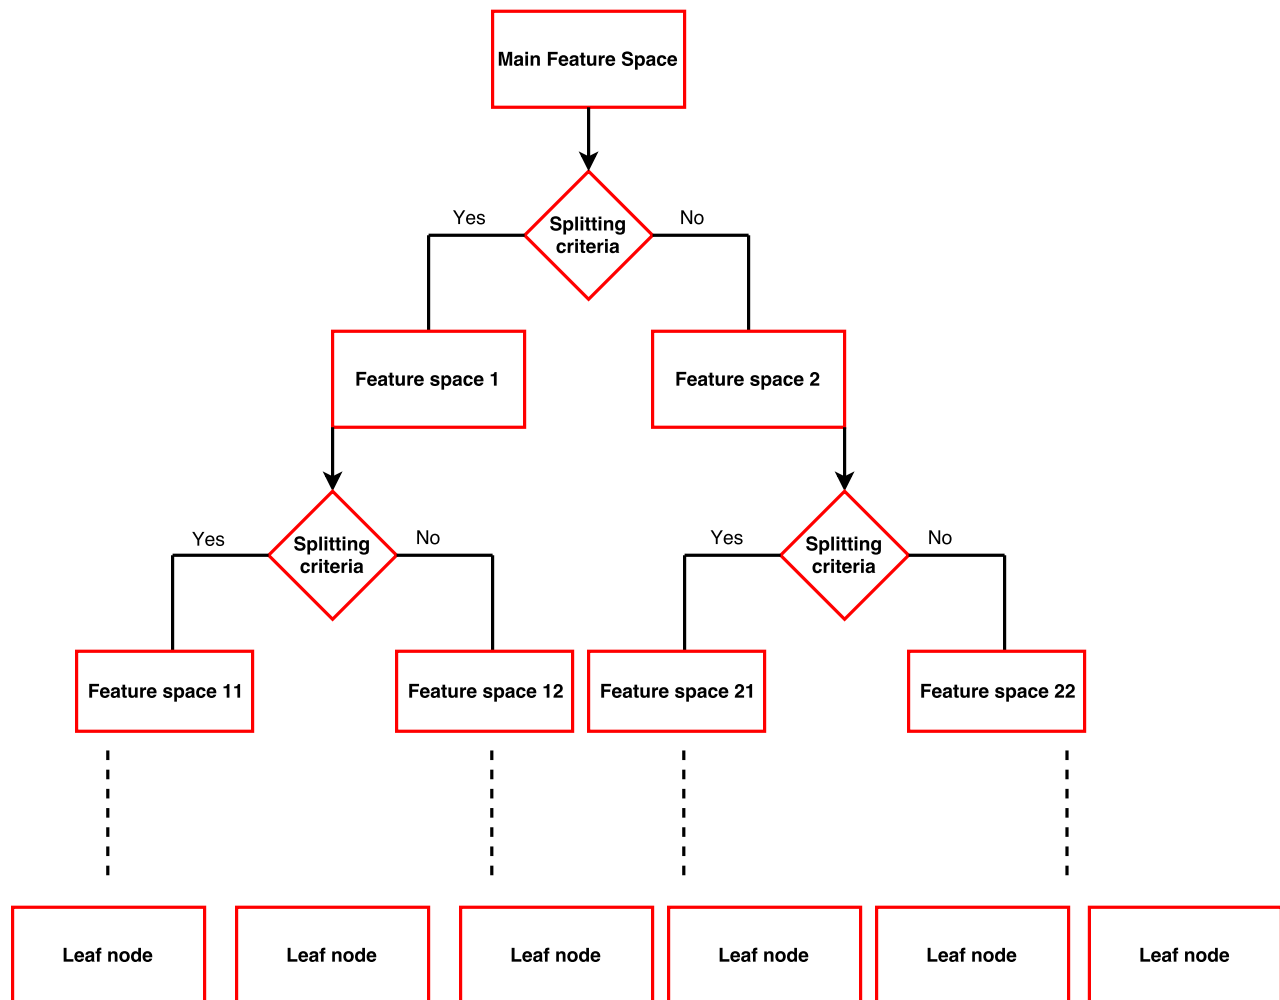 Main Feature Space
Yes
No
Splitting
criteria
Feature space 1
Feature space 2
Yes
No
Yes
No
Splitting
criteria
Splitting
criteria
Feature space 11
Feature space 12
Feature space 21
Feature space 22
Leaf node
Leaf node
Leaf node
Leaf node
Leaf node
Leaf node